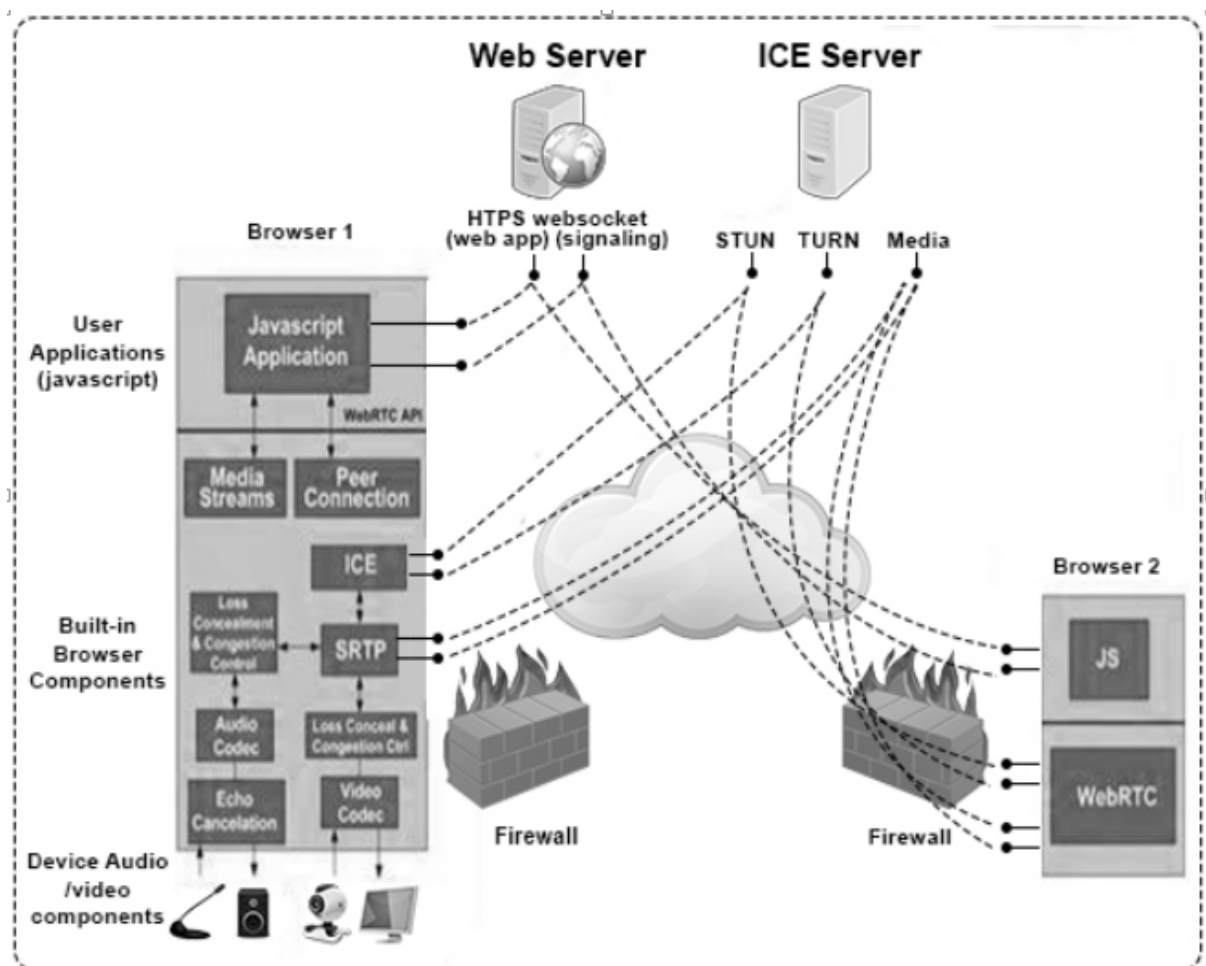 Web Server
ICE Server
HTPS websocket
(web app) (signaling)
STUN
TURN
Media
Browser 1
User
Applications
(javascript)
Javascript
Application
WebRTC API
Media
Streams
Peer
Connection
ICE
Built-in
Browser
Components
Loss
Concealment
& Congestion
Control
SRTP
Audio
Codec
Loss Conceal &
Congestion Ctrl
Echo
Cancelation
Video
Codec
Firewall
Firewall
Browser 2
JS
WebRTC
Device Audio
/video
components